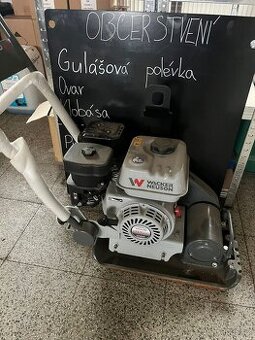 OBČERSTVENÍ
Gulášová polévka
Ovar
Klobása
WACKER
NEUSON